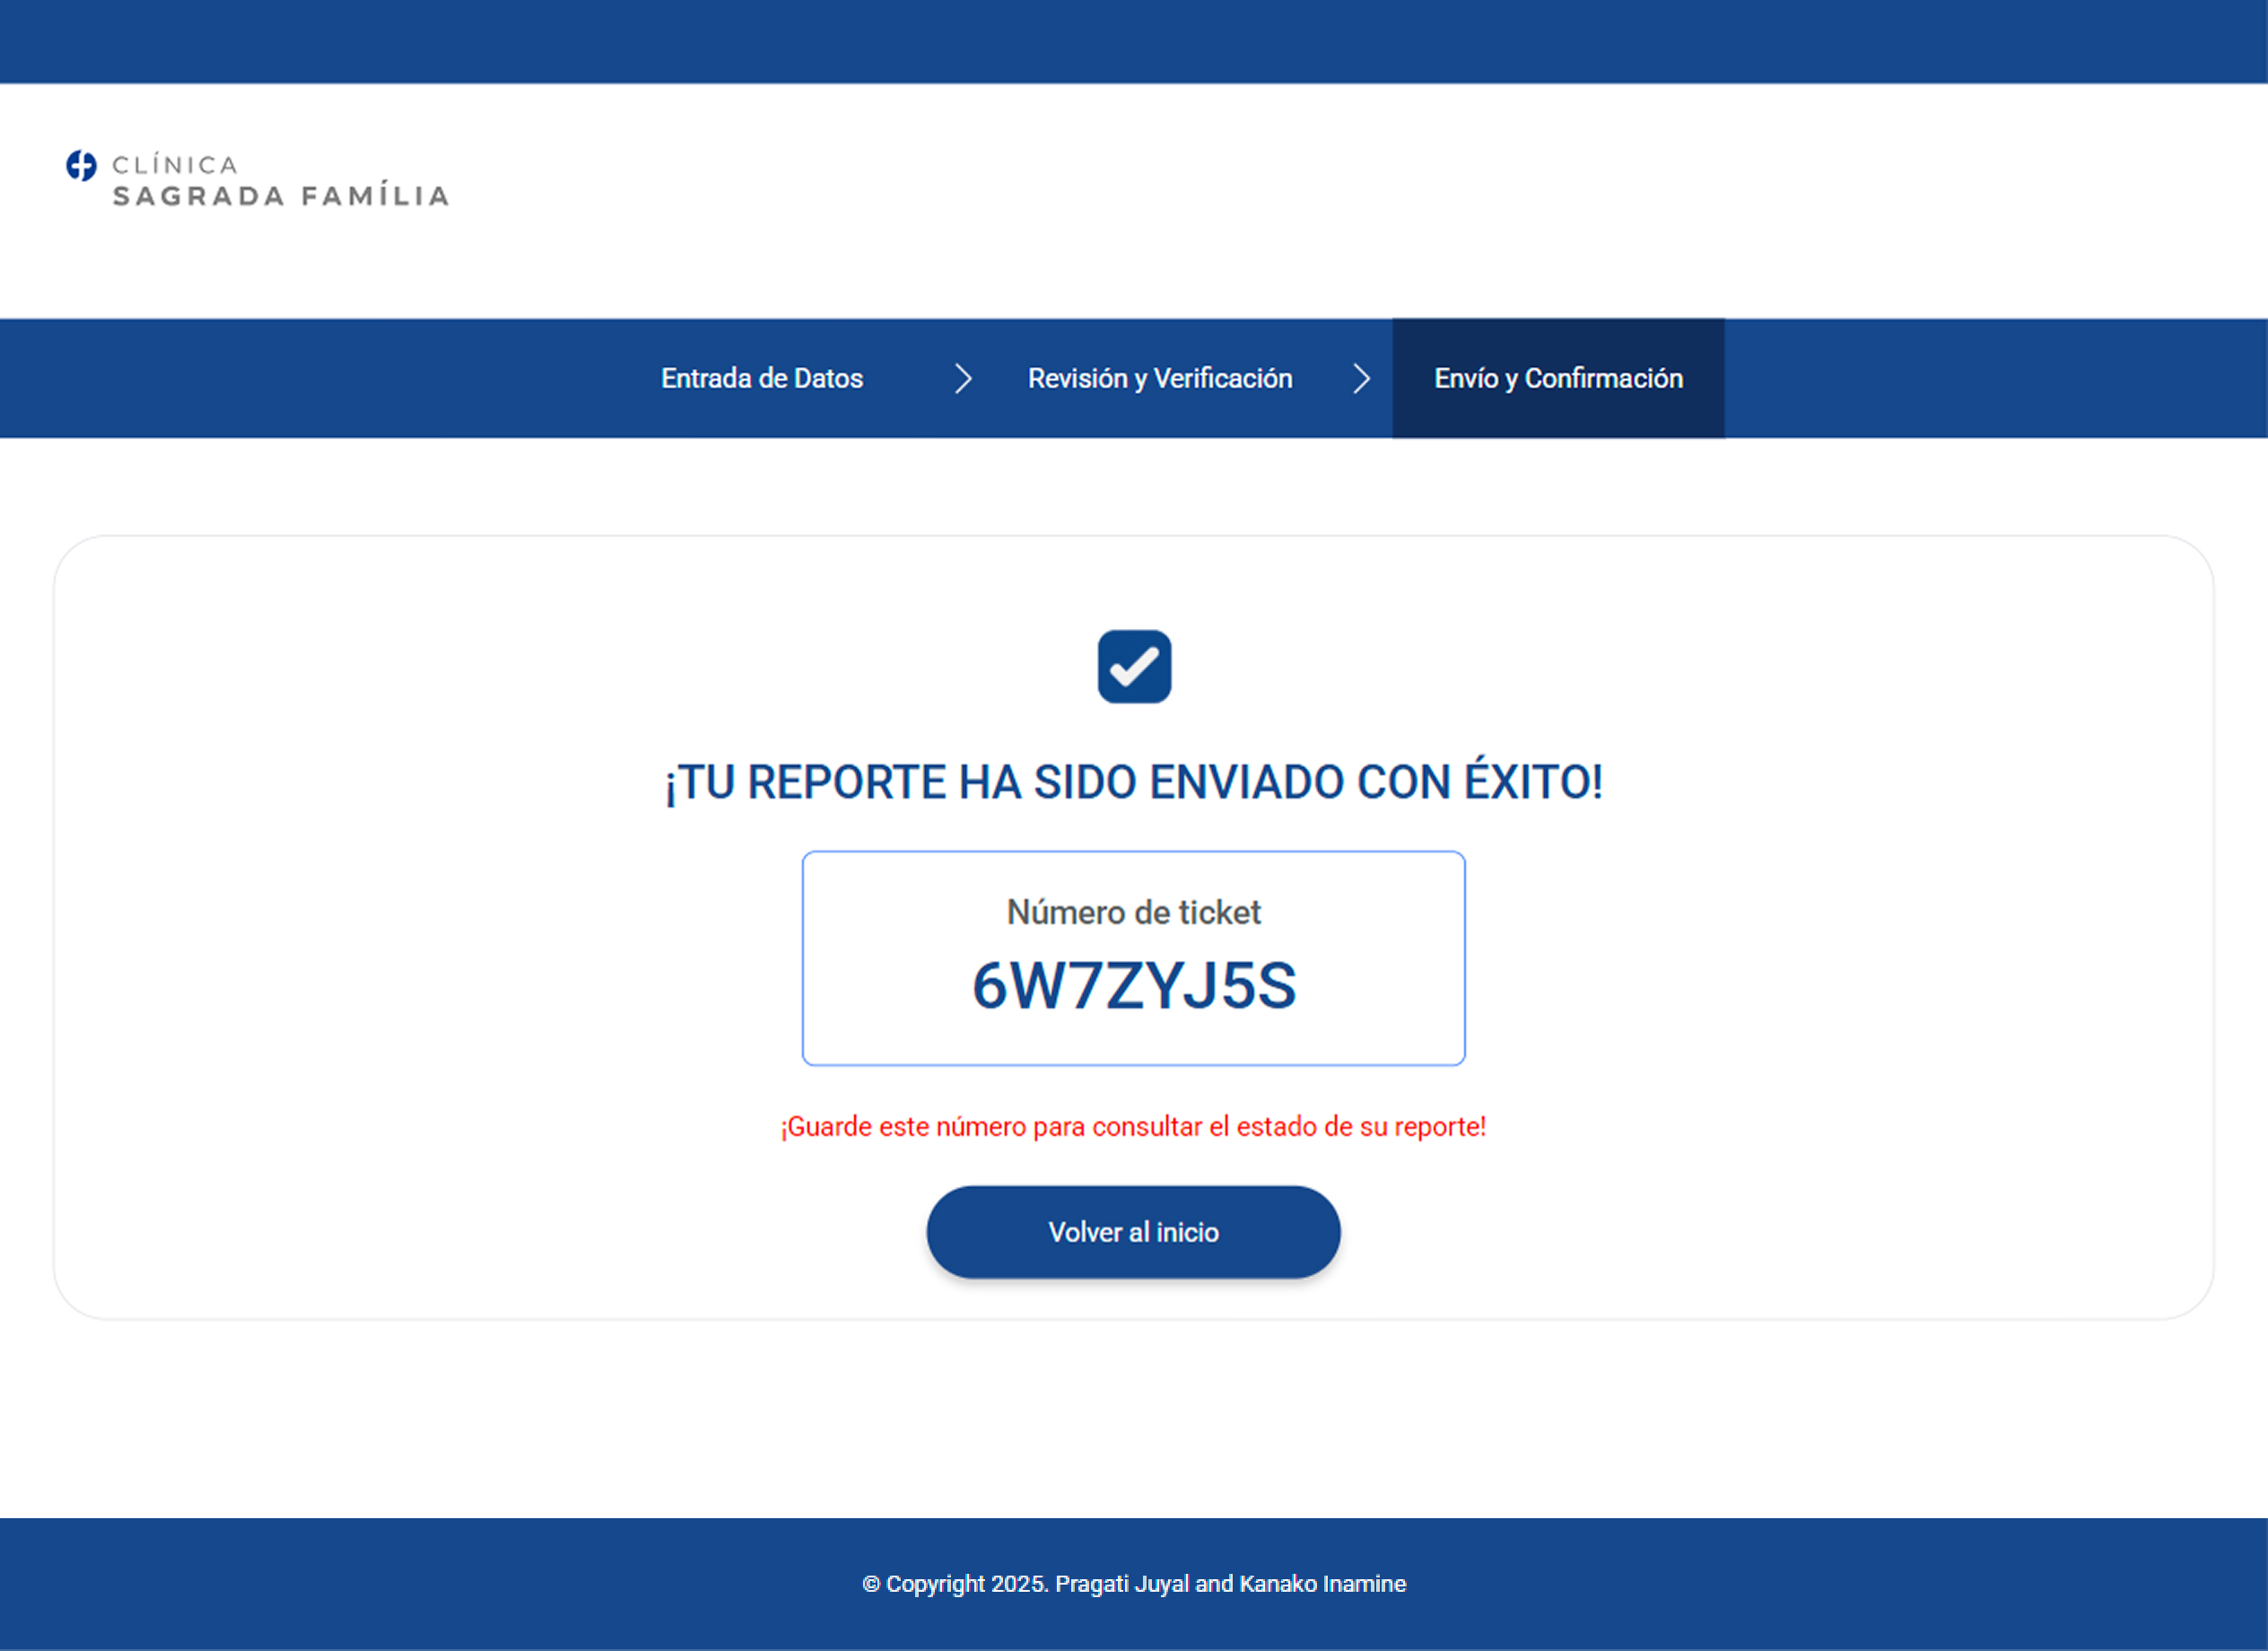 CLÍNICA
SAGRADA FAMÍLIA
Entrada de Datos
Revisión y Verificación
Envío y Confirmación
¡TU REPORTE HA SIDO ENVIADO CON ÉXITO!
Número de ticket
6W7ZYJ5S
¡Guarde este número para consultar el estado de su reporte!
Volver al inicio
© Copyright 2025. Pragati Juyal and Kanako Inamine